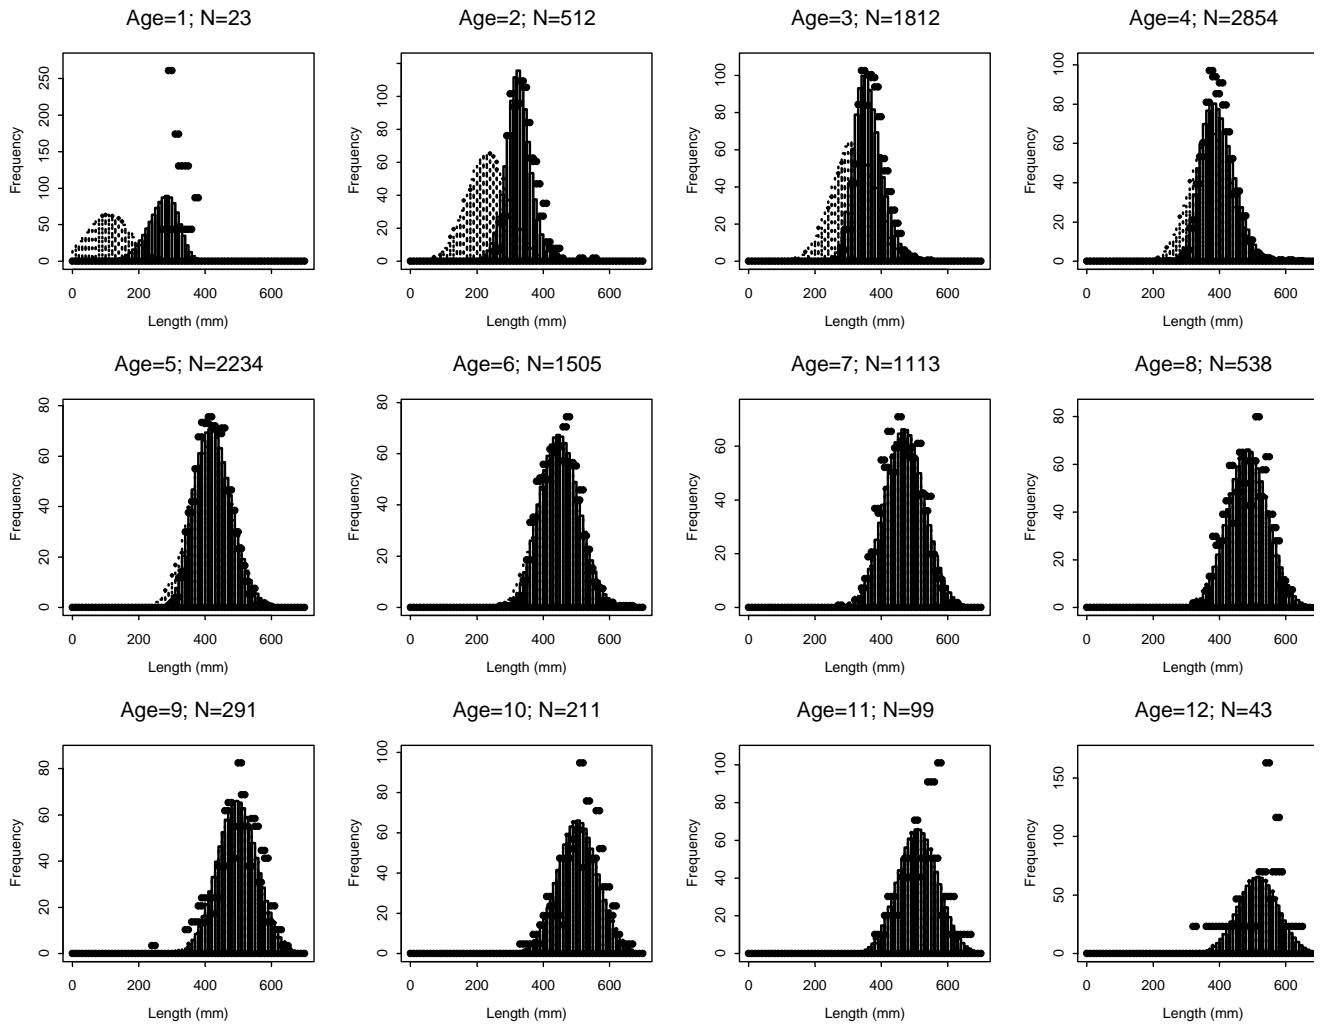 Age=1; N=23
Frequency
0 50 100 150 200 250
0 200 400 600
Length (mm)
Age=2; N=512
Frequency
0 20 40 60 80 100
0 200 400 600
Length (mm)
Age=3; N=1812
Frequency
0 20 40 60 80 100
0 200 400 600
Length (mm)
Age=4; N=2854
Frequency
0 20 40 60 80 100
0 200 400 600
Length (mm)
Age=5; N=2234
Frequency
0 20 40 60 80
0 200 400 600
Length (mm)
Age=6; N=1505
Frequency
0 20 40 60 80
0 200 400 600
Length (mm)
Age=7; N=1113
Frequency
0 20 40 60
0 200 400 600
Length (mm)
Age=8; N=538
Frequency
0 20 40 60 80
0 200 400 600
Length (mm)
Age=9; N=291
Frequency
0 20 40 60 80
0 200 400 600
Length (mm)
Age=10; N=211
Frequency
0 20 40 60 80 100
0 200 400 600
Length (mm)
Age=11; N=99
Frequency
0 20 40 60 80 100
0 200 400 600
Length (mm)
Age=12; N=43
Frequency
0 50 100 150
0 200 400 600
Length (mm)